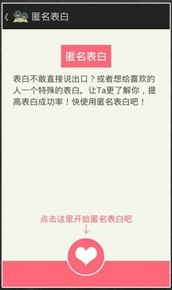 匿名表白
匿名表白
表白不敢直接说出口？或者想给喜欢的
人一个特殊的表白。让Ta更了解你，提
高表白成功率！快使用匿名表白吧！
点击这里开始匿名表白吧